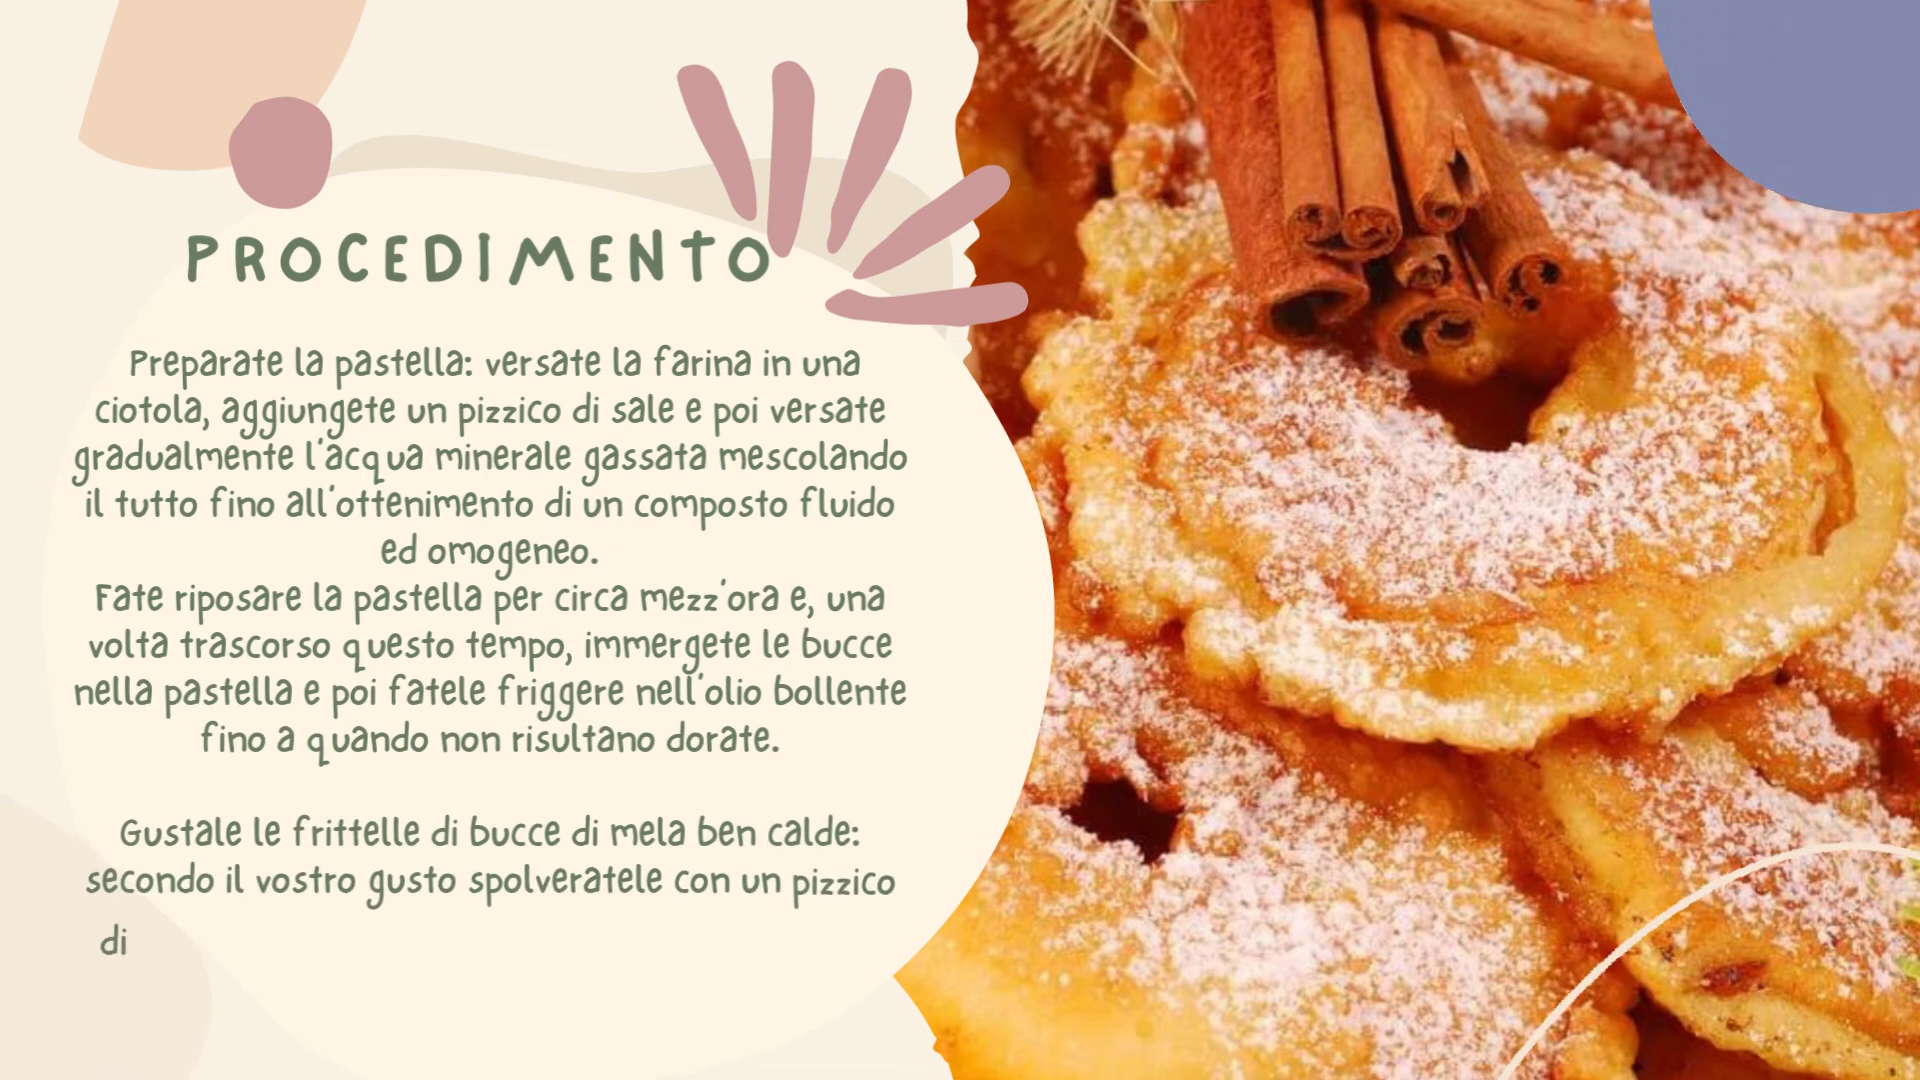 PROCEDIMENTO
Preparate la pastella: versate la farina in una
ciotola, aggiungete un pizzico di sale e poi versate
gradualmente l'acqua minerale gassata mescolando
il tutto fino all'ottenimento di un composto fluido
ed omogeneo.
Fate riposare la pastella per circa mezz'ora e, una
volta trascorso questo tempo, immergete le bucce
nella pastella e poi fatele friggere nell'olio bollente
fino a quando non risultano dorate.
Gustale le frittelle di bucce di mela ben calde:
secondo il vostro gusto spolveratele con un pizzico
di